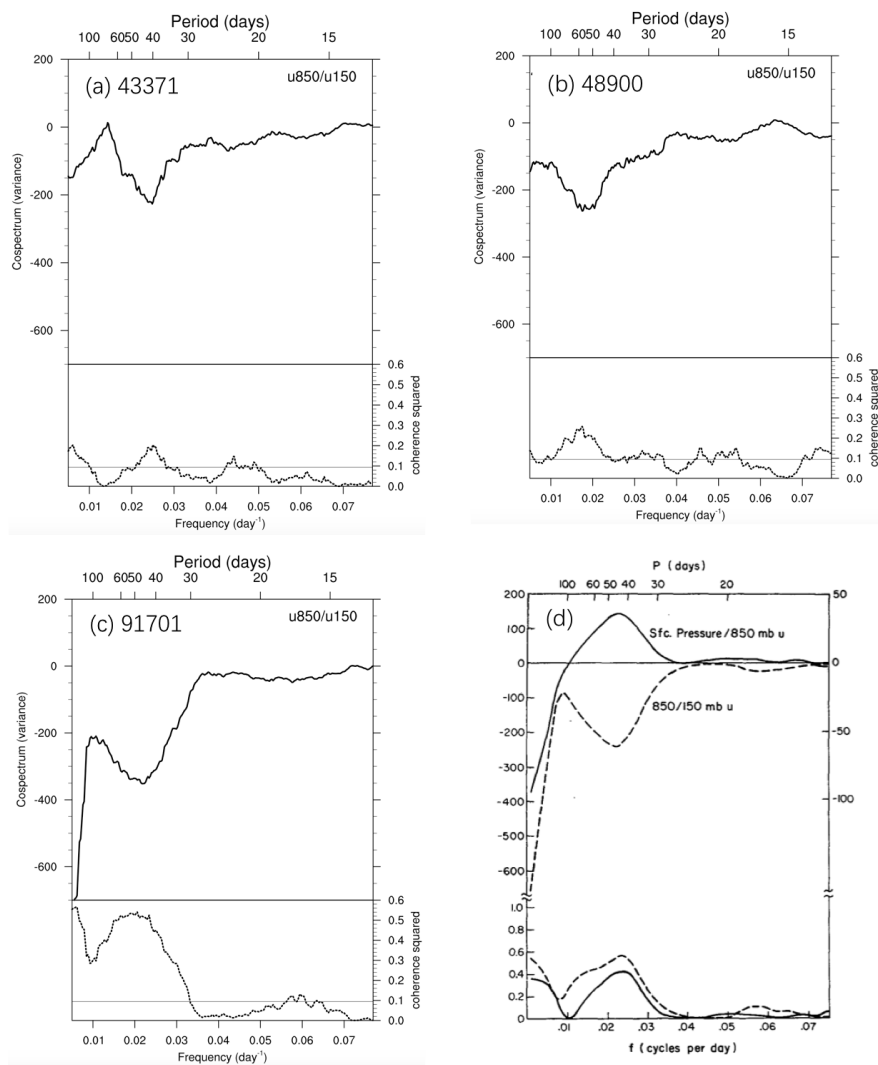 Period (days)
100 6050 40 30 20 15
(a) 43371
u850/u150
200
0
-200
-400
-600
Cospectrum (variance)
0.6
0.5
0.4
0.3
0.2
0.1
0.0
coherence squared
0.01 0.02 0.03 0.04 0.05 0.06 0.07
Frequency (day⁻¹)
Period (days)
100 6050 40 30 20 15
(b) 48900
u850/u150
200
0
-200
-400
-600
Cospectrum (variance)
0.6
0.5
0.4
0.3
0.2
0.1
0.0
coherence squared
0.01 0.02 0.03 0.04 0.05 0.06 0.07
Frequency (day⁻¹)
Period (days)
100 6050 40 30 20 15
(c) 91701
u850/u150
200
0
-200
-400
-600
Cospectrum (variance)
0.6
0.5
0.4
0.3
0.2
0.1
0.0
coherence squared
0.01 0.02 0.03 0.04 0.05 0.06 0.07
Frequency (day⁻¹)
P (days)
100 60 50 40 30 20
(d)
200
100
0
-100
-200
-300
-400
-500
-600
50
0
-50
-100
Sfc. Pressure/850 mb u
850/150 mb u
1.0
0.8
0.6
0.4
0.2
0
.01 .02 .03 .04 .05 .06 .07
f (cycles per day)